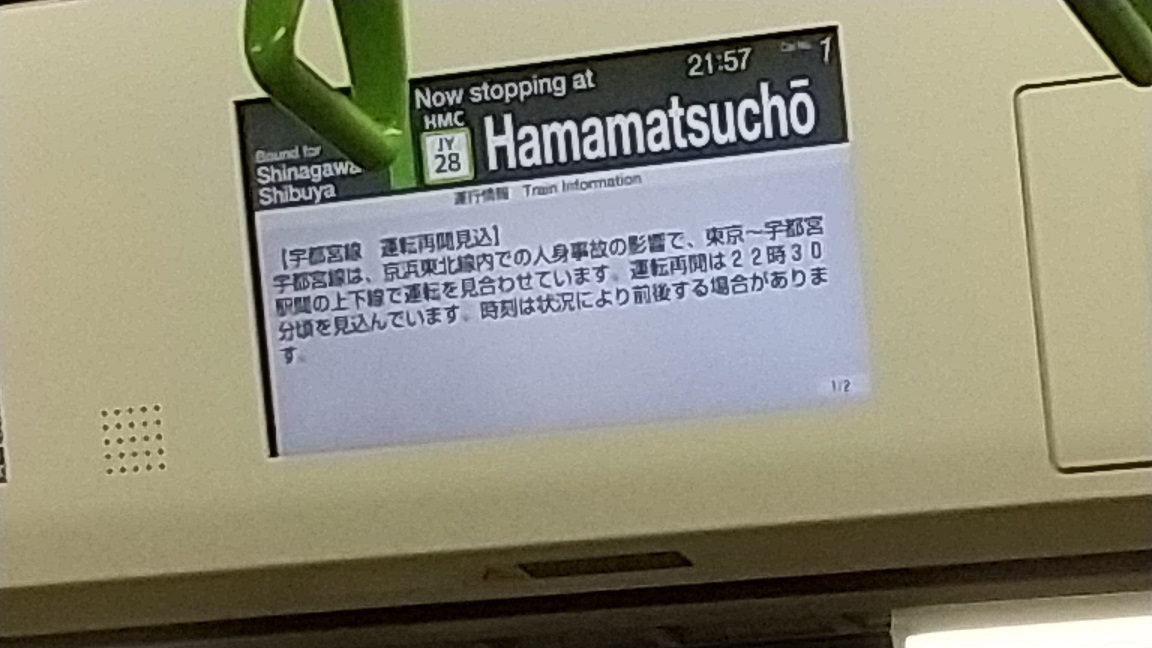 Now stopping at
21:57
Car No. 1
HMC
JY
28
Hamamatsuchō
Bound for
Shinagawa
Shibuya
運行情報 Train Information
【宇都宮線 運転再開見込】
宇都宮線は、京浜東北線内での人身事故の影響で、東京～宇都宮
駅間の上下線で運転を見合わせています。運転再開は22時30
分頃を見込んでいます。時刻は状況により前後する場合がありま
す。
1/2